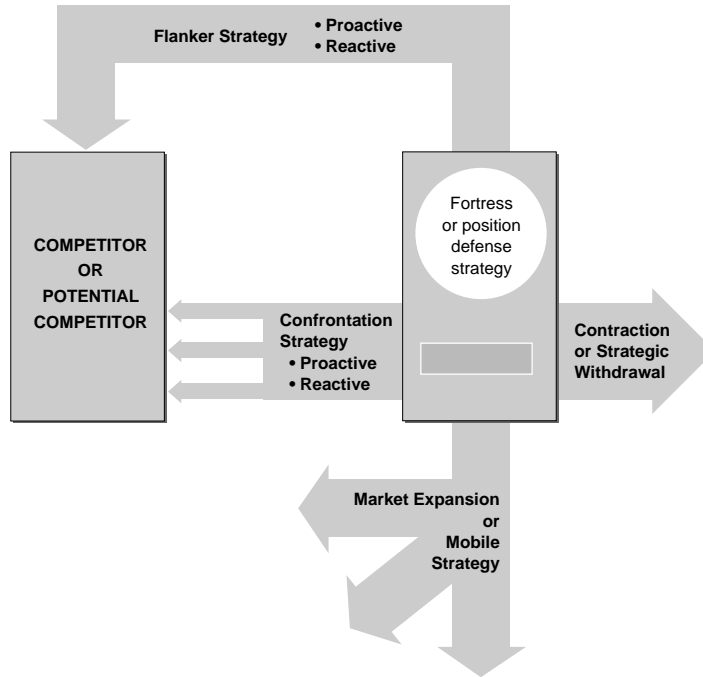 Flanker Strategy
• Proactive
• Reactive
COMPETITOR
OR
POTENTIAL
COMPETITOR
Fortress
or position
defense
strategy
Confrontation
Strategy
• Proactive
• Reactive
Contraction
or Strategic
Withdrawal
Market Expansion
or
Mobile
Strategy